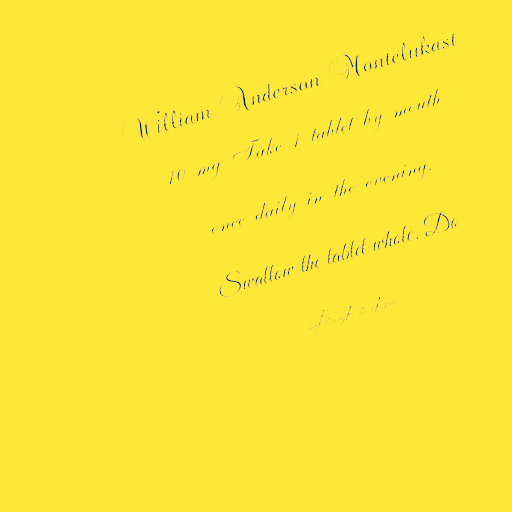 William Anderson Montelukast
10 mg Take 1 tablet by mouth
once daily in the evening.
Swallow the tablet whole. Do